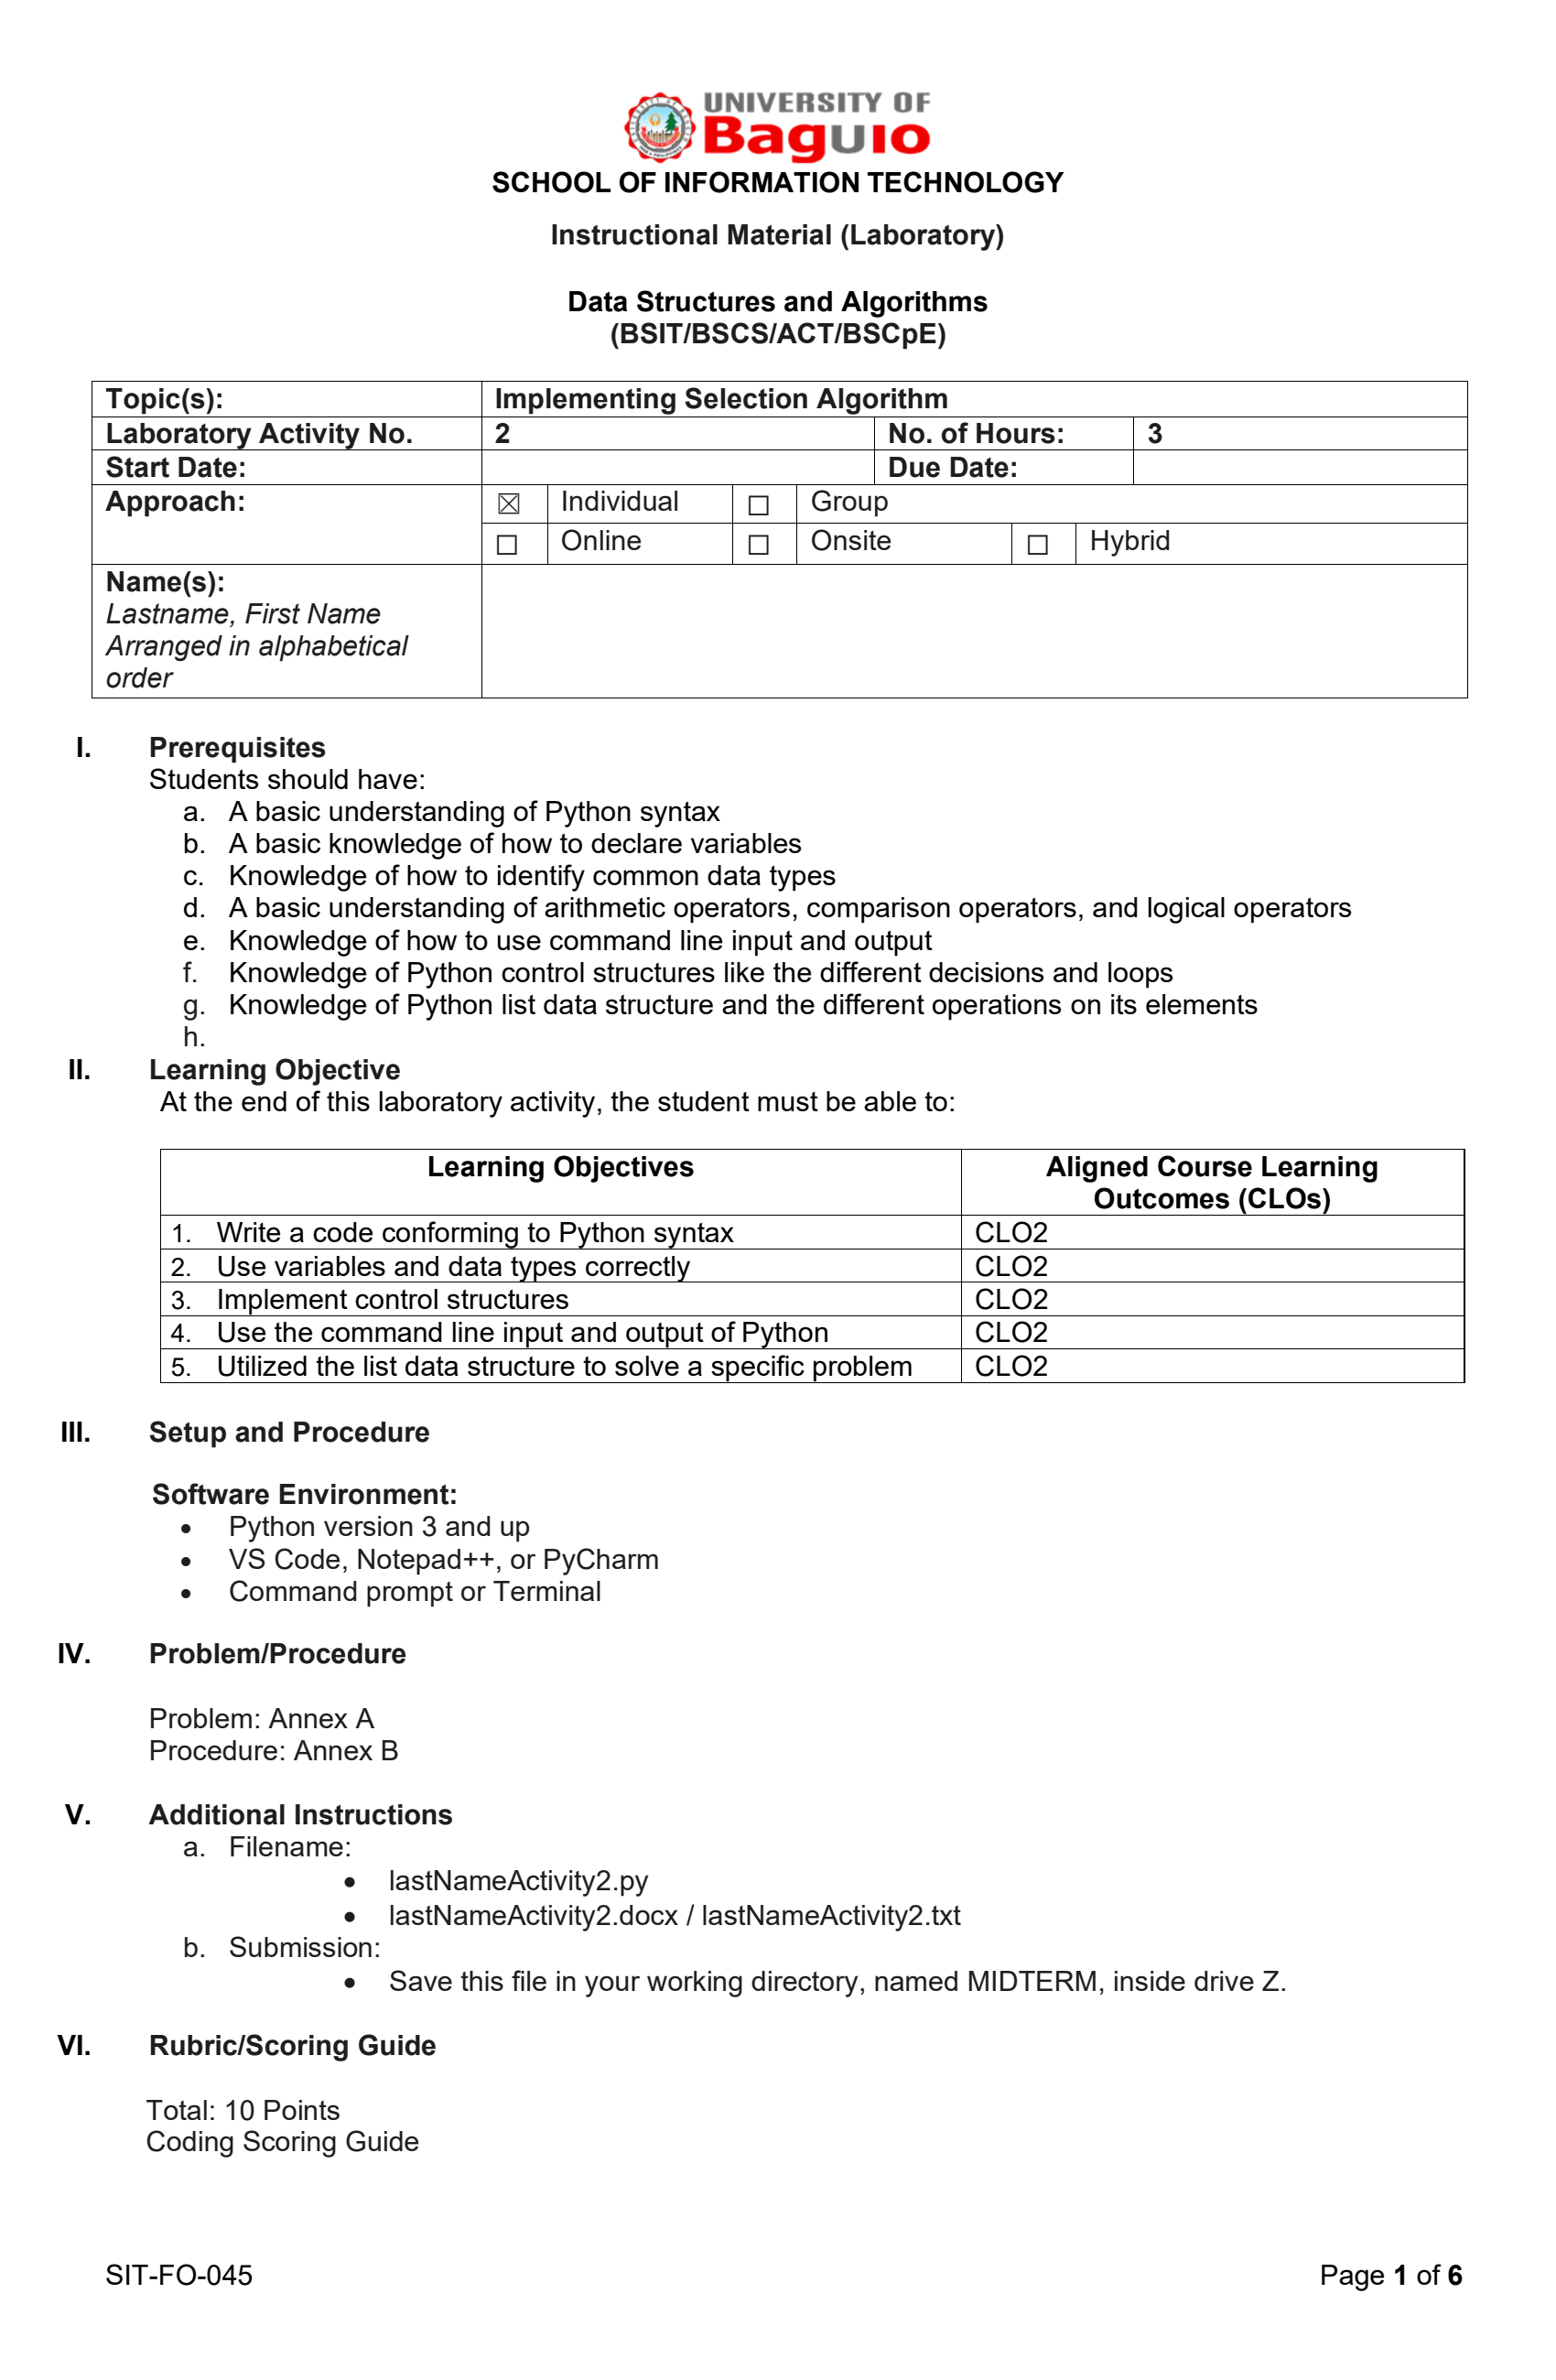 UNIVERSITY OF
Baguio
SCHOOL OF INFORMATION TECHNOLOGY
Instructional Material (Laboratory)
Data Structures and Algorithms
(BSIT/BSCS/ACT/BSCpE)
Topic(s): Implementing Selection Algorithm
Laboratory Activity No. 2 No. of Hours: 3
Start Date: Due Date:
Approach: ☒ Individual ☐ Group
☐ Online ☐ Onsite ☐ Hybrid
Name(s):
Lastname, First Name
Arranged in alphabetical
order
I. Prerequisites
Students should have:
a. A basic understanding of Python syntax
b. A basic knowledge of how to declare variables
c. Knowledge of how to identify common data types
d. A basic understanding of arithmetic operators, comparison operators, and logical operators
e. Knowledge of how to use command line input and output
f. Knowledge of Python control structures like the different decisions and loops
g. Knowledge of Python list data structure and the different operations on its elements
h.
II. Learning Objective
At the end of this laboratory activity, the student must be able to:
Learning Objectives Aligned Course Learning
Outcomes (CLOs)
1. Write a code conforming to Python syntax CLO2
2. Use variables and data types correctly CLO2
3. Implement control structures CLO2
4. Use the command line input and output of Python CLO2
5. Utilized the list data structure to solve a specific problem CLO2
III. Setup and Procedure
Software Environment:
• Python version 3 and up
• VS Code, Notepad++, or PyCharm
• Command prompt or Terminal
IV. Problem/Procedure
Problem: Annex A
Procedure: Annex B
V. Additional Instructions
a. Filename:
• lastNameActivity2.py
• lastNameActivity2.docx / lastNameActivity2.txt
b. Submission:
• Save this file in your working directory, named MIDTERM, inside drive Z.
VI. Rubric/Scoring Guide
Total: 10 Points
Coding Scoring Guide
SIT-FO-045 Page 1 of 6